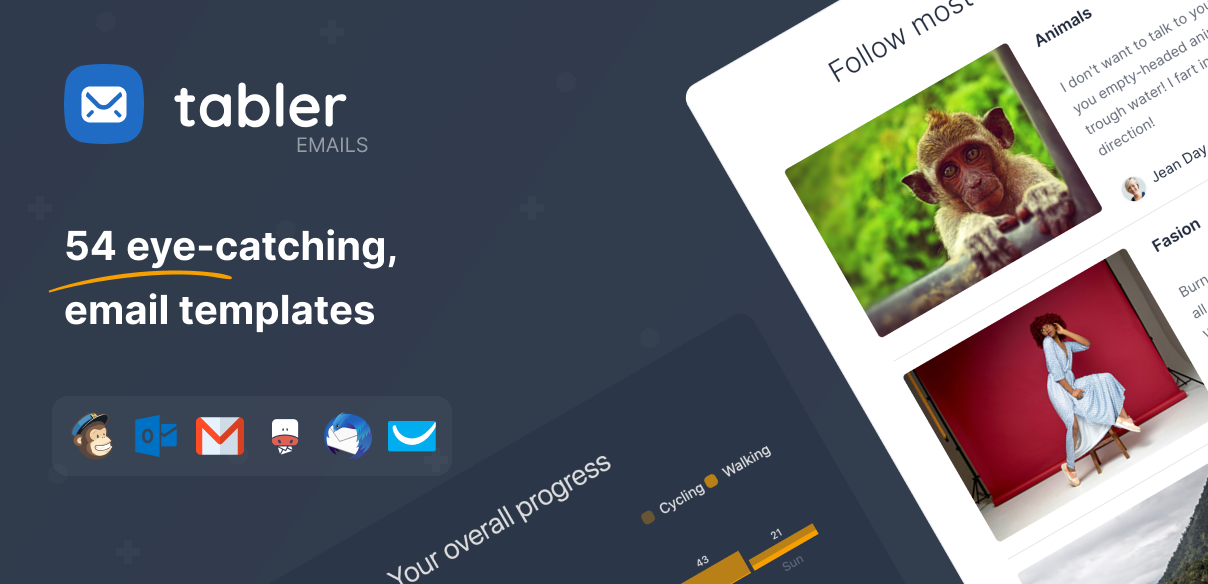 tabler
EMAILS
54 eye-catching,
email templates
Your overall progress
Cycling
Walking
43
21
Sun
Follow most
Animals
I don't want to talk to you
you empty-headed
trough water! I fart in
direction!
Jean Day
Fasion
Burn
all